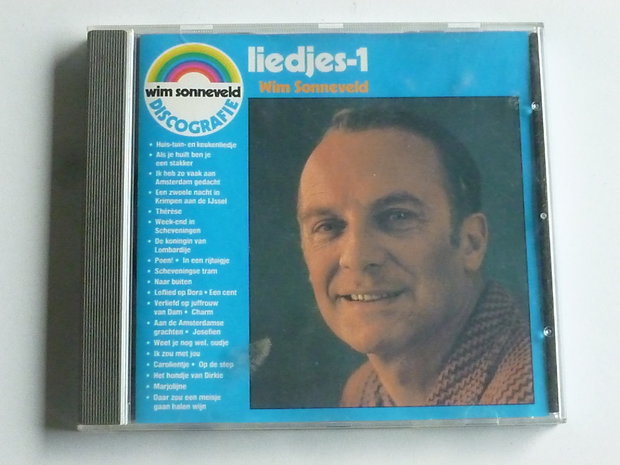 wim sonneveld
DISCOGRAFIE
liedjes-1
Wim Sonneveld
• Huis-tuin- en keukenliedje
• Als je huilt ben je
een stakker
• Ik heb zo vaak aan
Amsterdam gedacht
• Een zwoele nacht in
Krimpen aan de IJssel
• Thérèse
• Week-end in
Scheveningen
• De koningin van
Lombardije
• Poen! • In een rijtuigje
• Scheveningse tram
• Naar buiten
• Loflied op Dora • Een cent
• Verliefd op juffrouw
van Dam • Charm
• Aan de Amsterdamse
grachten • Josefien
• Weet je nog wel, oudje
• Ik zou met jou
• Carolientje • Op de step
• Het hondje van Dirkie
• Marjolijne
• Daar zou een meisje
gaan halen wijn